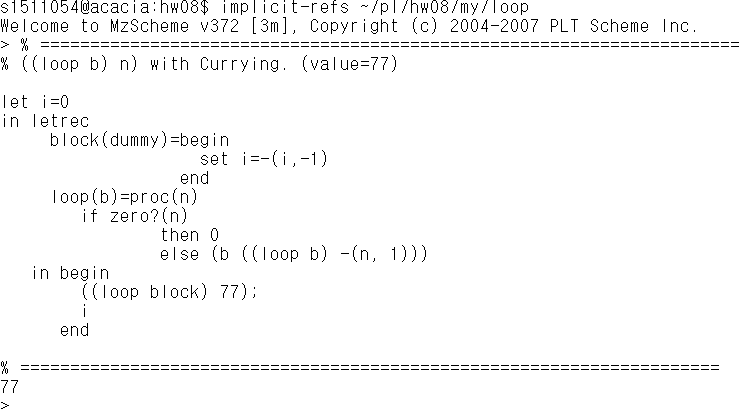 s1511054@acacia:hw08$ implicit-refs ~/pl/hw08/my/loop
Welcome to MzScheme v372 [3m], Copyright (c) 2004-2007 PLT Scheme Inc.
> % ======================================================================
% ((loop b) n) with Currying. (value=77)

let i=0
in letrec
     block(dummy)=begin
                    set i=-(i,-1)
                  end
     loop(b)=proc(n)
        if zero?(n)
                then 0
                else (b ((loop b) -(n, 1)))
   in begin
        ((loop block) 77);
        i
      end

% ======================================================================
77
>